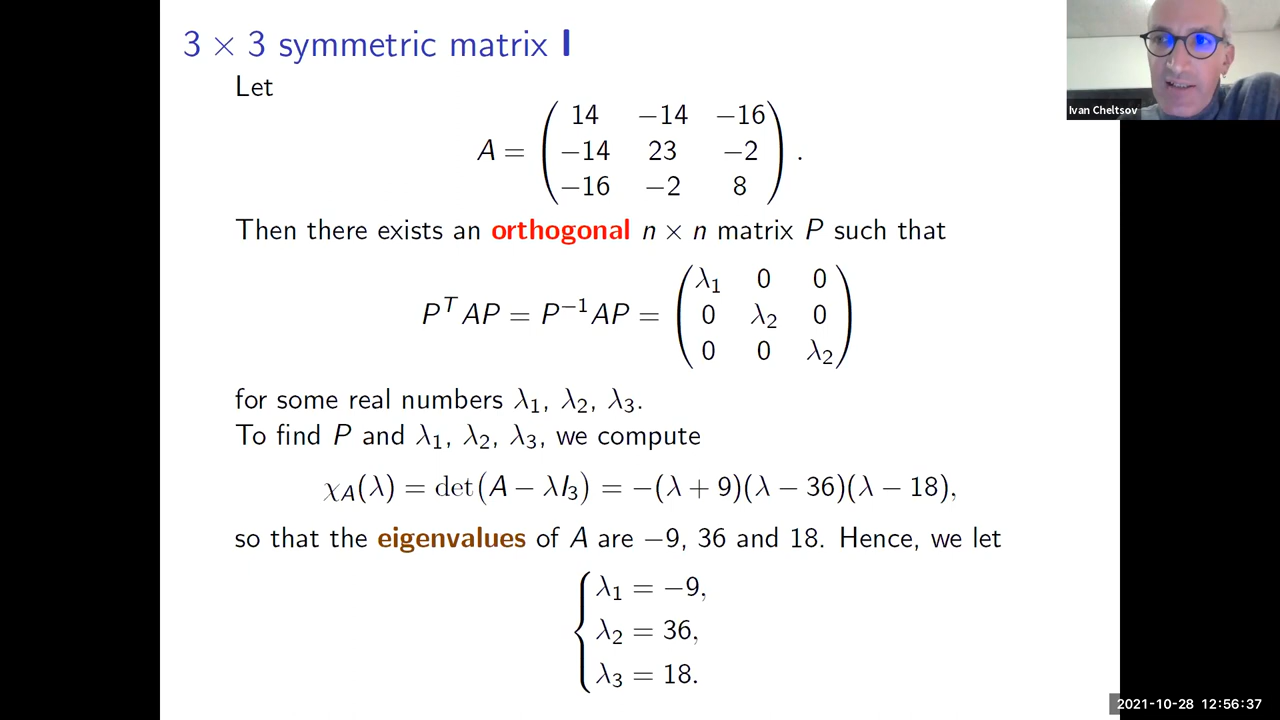 3 × 3 symmetric matrix I
Let
A = ( 14 −14 −16
−14 23 −2
−16 −2 8 ) .
Then there exists an orthogonal n × n matrix P such that
PᵀAP = P⁻¹AP = ( λ₁ 0 0
0 λ₂ 0
0 0 λ₂ )
for some real numbers λ₁, λ₂, λ₃.
To find P and λ₁, λ₂, λ₃, we compute
χ_A(λ) = det(A − λI₃) = −(λ + 9)(λ − 36)(λ − 18),
so that the eigenvalues of A are −9, 36 and 18. Hence, we let
{ λ₁ = −9,
λ₂ = 36,
λ₃ = 18.
Ivan Cheltsov
2021-10-28 12:56:37